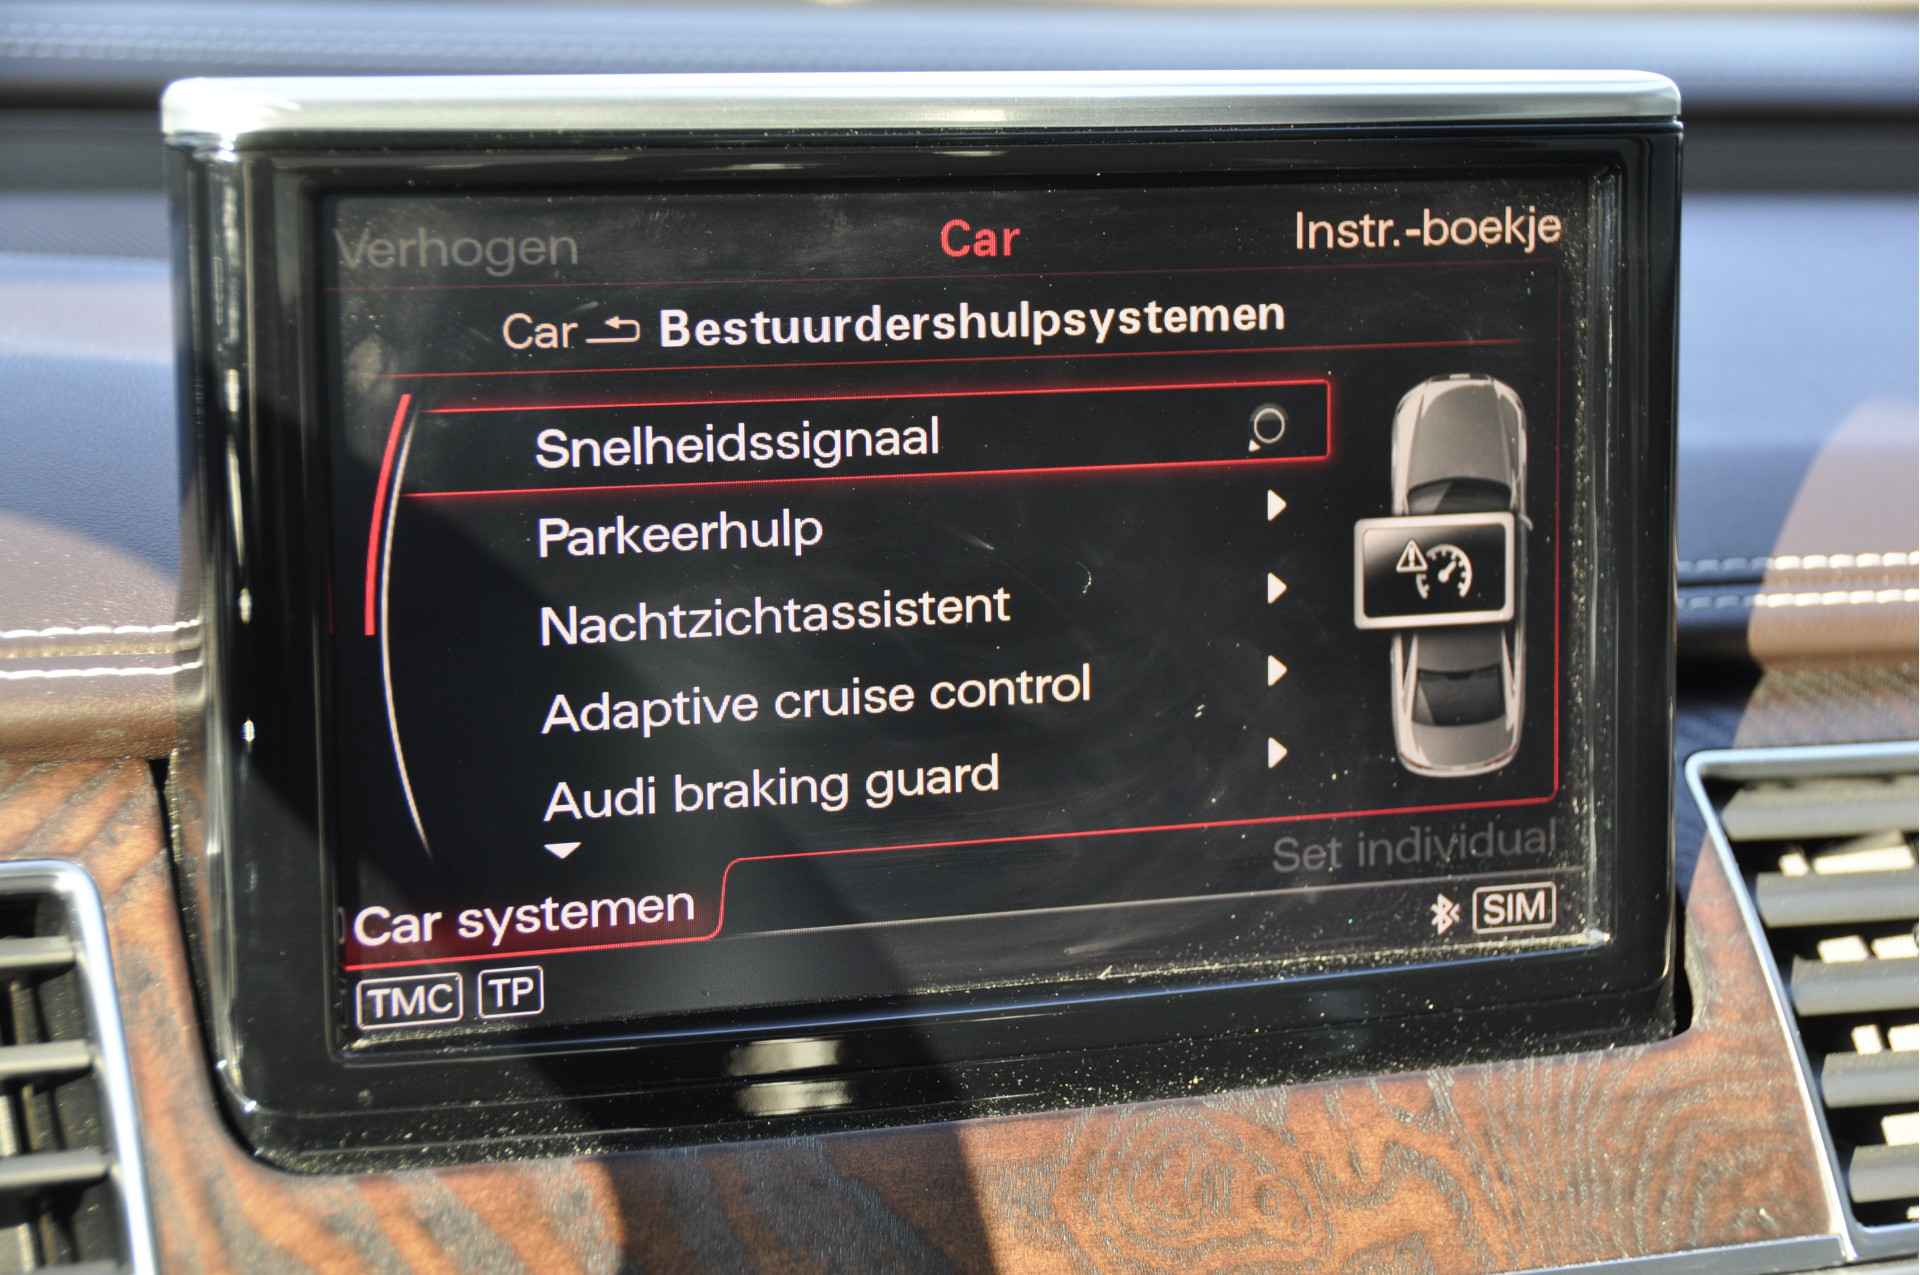 Verhogen Car Instr.-boekje
Car Bestuurdershulpsystemen
Snelheidssignaal
Parkeerhulp
Nachtzichtassistent
Adaptive cruise control
Audi braking guard
Set individual
Car systemen
SIM
TMC TP